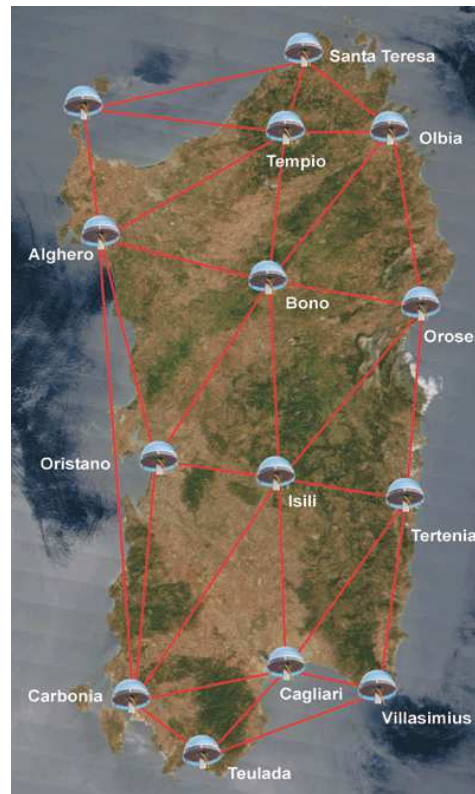 Santa Teresa
Olbia
Tempio
Alghero
Bono
Orosei
Oristano
Isili
Tertenia
Carbonia
Cagliari
Villasimius
Teulada